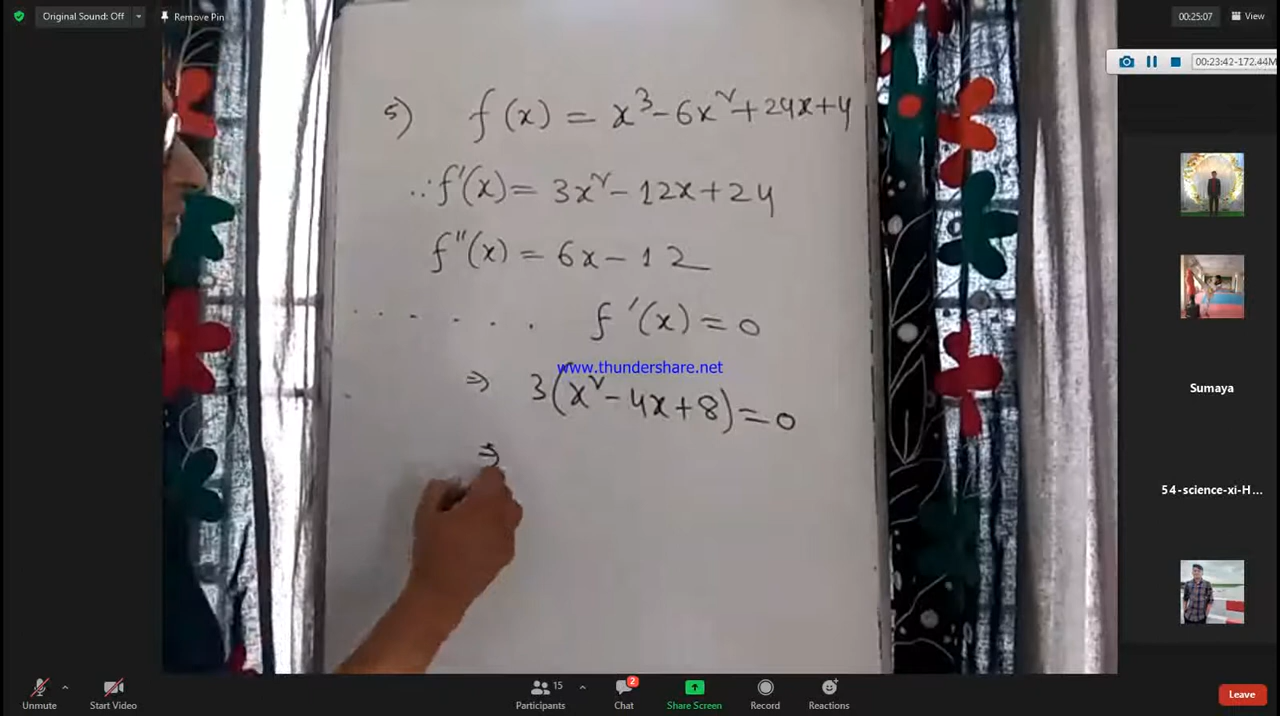 Original Sound: Off
Remove Pin
00:25:07
View
00:23:42-172.44M
5) f(x) = x³ - 6x² + 24x + 4
∴ f'(x) = 3x² - 12x + 24
f''(x) = 6x - 12
. . . . . . f'(x) = 0
www.thundershare.net
⇒ 3(x² - 4x + 8) = 0
⇒
Sumaya
54-science-xi-H...
Unmute
Start Video
15
Participants
2
Chat
Share Screen
Record
Reactions
Leave